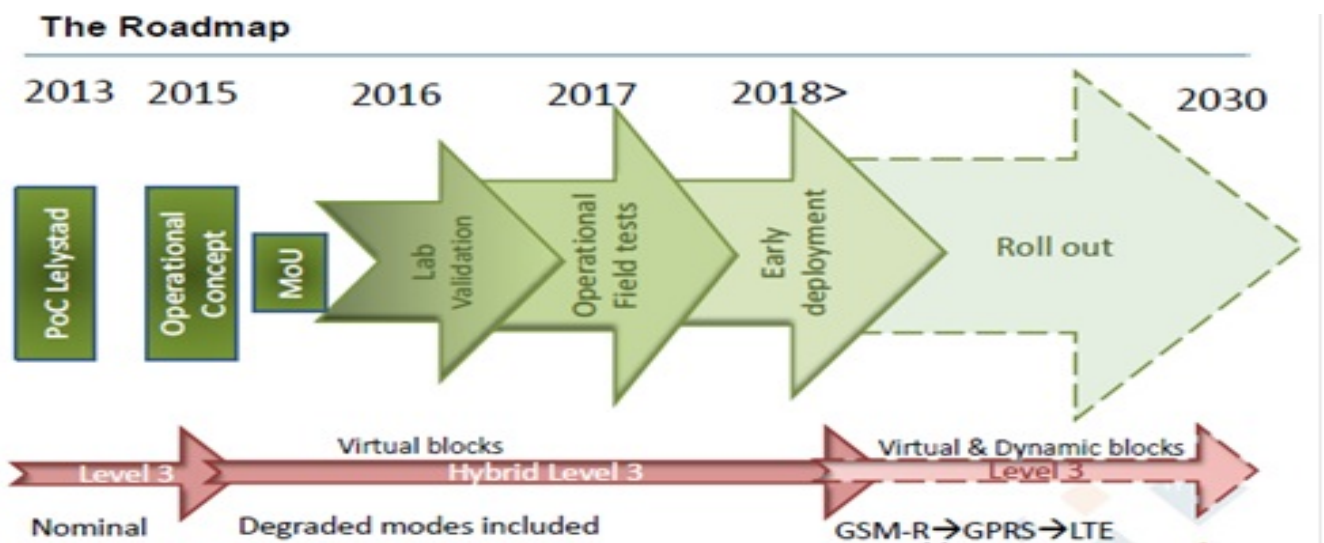 The Roadmap
2013 2015 2016 2017 2018> 2030
PoC Lelystad
Operational
Concept
MoU
Lab
Validation
Operational
Field tests
Early
deployment
Roll out
Virtual blocks
Virtual & Dynamic blocks
Level 3
Hybrid Level 3
Level 3
Nominal
Degraded modes included
GSM-R→GPRS→LTE